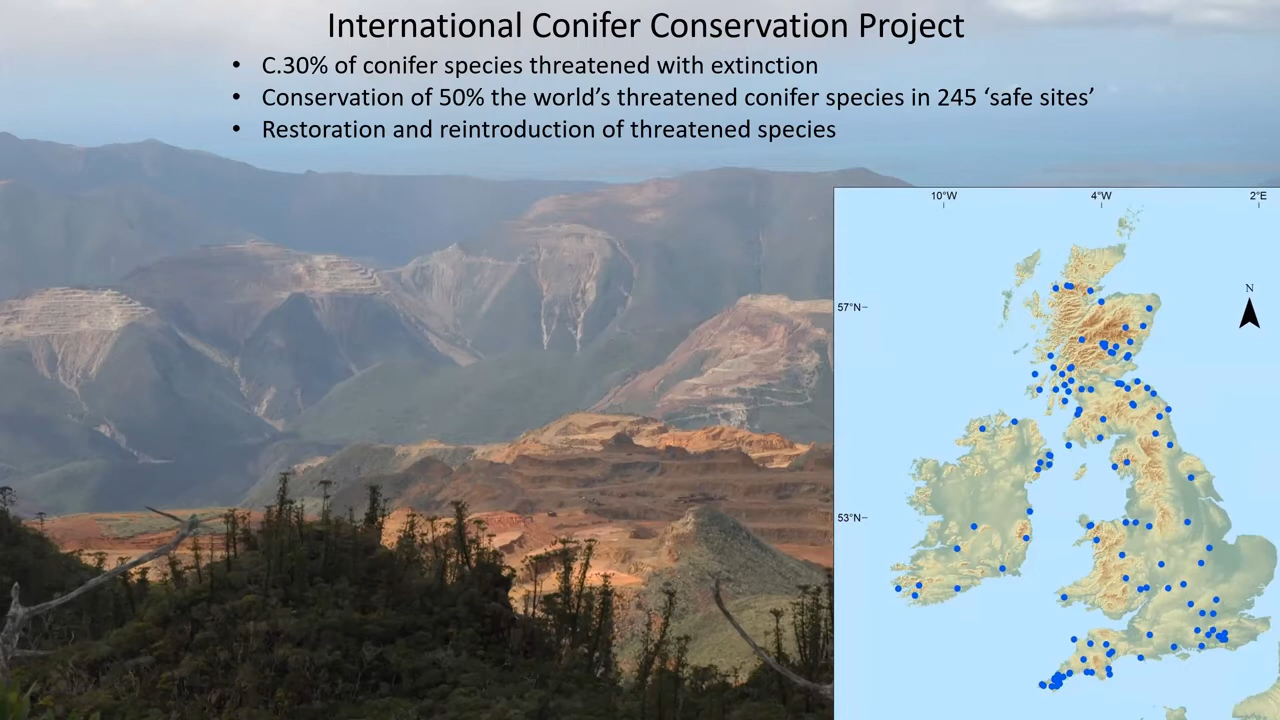 International Conifer Conservation Project
• C.30% of conifer species threatened with extinction
• Conservation of 50% the world’s threatened conifer species in 245 ‘safe sites’
• Restoration and reintroduction of threatened species
10°W 4°W 2°E
N
57°N
53°N